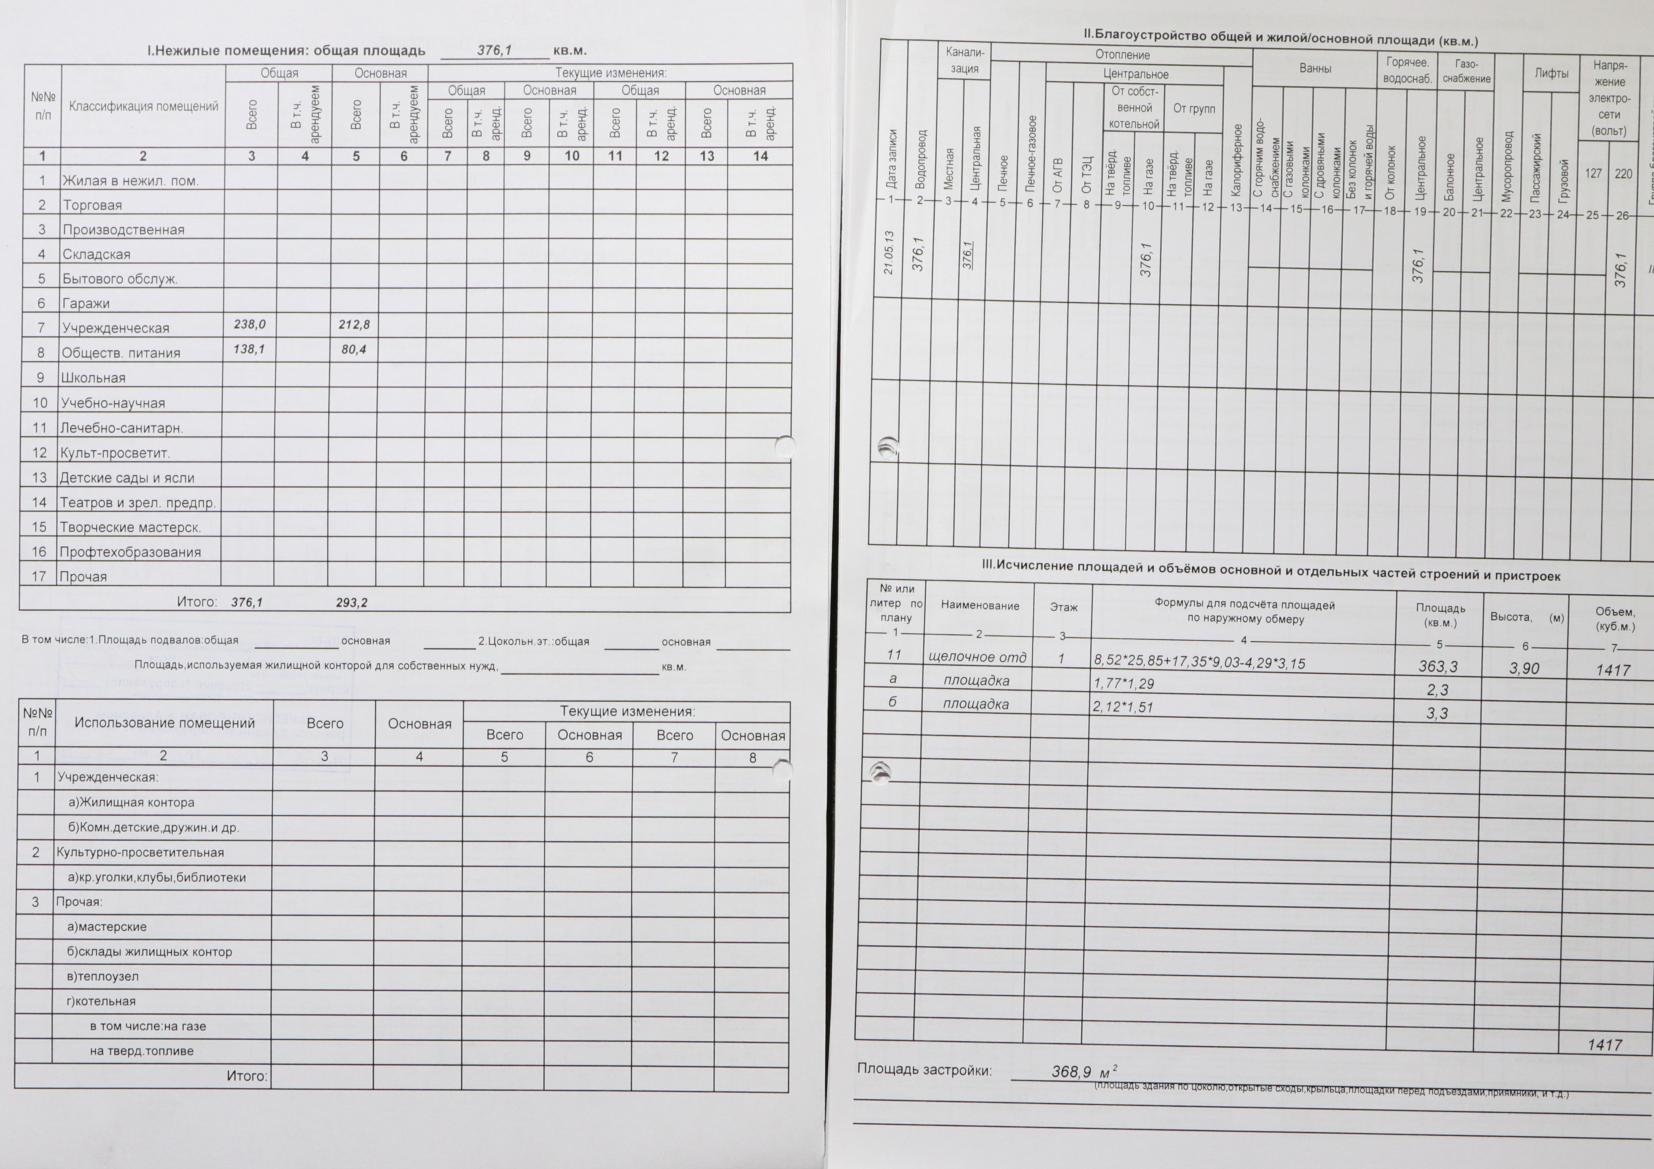 I.Нежилые помещения: общая площадь 376,1 кв.м.
№№ п/п Классификация помещений Общая Основная Текущие изменения:
Общая Основная Общая Основная
Всего В т.ч. арендуеем Всего В т.ч. арендуеем Всего В т.ч. аренд. Всего В т.ч. аренд. Всего В т.ч. аренд. Всего В т.ч. аренд.
1 2 3 4 5 6 7 8 9 10 11 12 13 14
1 Жилая в нежил. пом.
2 Торговая
3 Производственная
4 Складская
5 Бытового обслуж.
6 Гаражи
7 Учрежденческая 238,0 212,8
8 Обществ. питания 138,1 80,4
9 Школьная
10 Учебно-научная
11 Лечебно-санитарн.
12 Культ-просветит.
13 Детские сады и ясли
14 Театров и зрел. предпр.
15 Творческие мастерск.
16 Профтехобразования
17 Прочая
Итого: 376,1 293,2
В том числе:1.Площадь подвалов:общая основная 2.Цокольн.эт.:общая основная
Площадь,используемая жилищной конторой для собственных нужд, кв.м.
№№ п/п Использование помещений Всего Основная Текущие изменения:
Всего Основная Всего Основная
1 2 3 4 5 6 7 8
1 Учрежденческая:
а)Жилищная контора
б)Комн.детские,дружин.и др.
2 Культурно-просветительная
а)кр.уголки,клубы,библиотеки
3 Прочая:
а)мастерские
б)склады жилищных контор
в)теплоузел
г)котельная
в том числе:на газе
на тверд.топливе
Итого:
II.Благоустройство общей и жилой/основной площади (кв.м.)
Дата записи Водопровод Канали-зация Отопление Ванны Горячее. водоснаб. Газо-снабжение Мусоропровод Лифты Напря-жение электро-сети (вольт)
Местная Центральная Печное Печное-газовое Центральное Калориферное
От АГВ От ТЭЦ От собст-венной котельной От групп
На твёрд. топливе На газе На твёрд. топливе На газе
С горячим водо-снабжением С газовыми колонками С дровяными колонками Без колонок и горячей воды От колонок Центральное Балонное Центральное Пассажирский Грузовой 127 220
1 2 3 4 5 6 7 8 9 10 11 12 13 14 15 16 17 18 19 20 21 22 23 24 25 26
21.05.13 376,1 376,1 376,1 376,1 376,1
III.Исчисление площадей и объёмов основной и отдельных частей строений и пристроек
№ или литер по плану Наименование Этаж Формулы для подсчёта площадей по наружному обмеру Площадь (кв.м.) Высота, (м) Объем, (куб.м.)
1 2 3 4 5 6 7
11 щелочное отд 1 8,52*25,85+17,35*9,03-4,29*3,15 363,3 3,90 1417
а площадка 1,77*1,29 2,3
б площадка 2,12*1,51 3,3
1417
Площадь застройки: 368,9 м²
(площадь здания по цоколю,открытые сходы,крыльца,площадки перед подъездами,приямники, и т.д.)